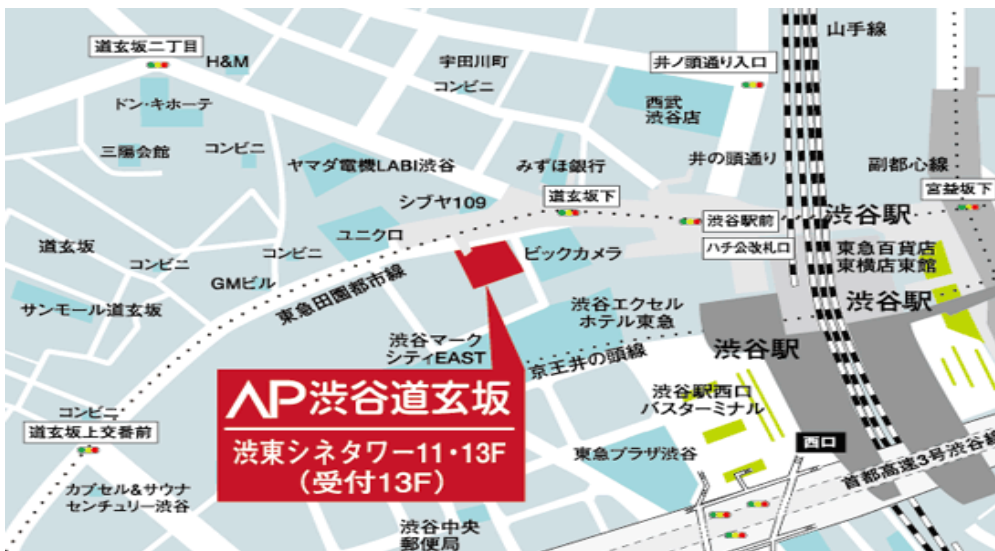 山手線
道玄坂二丁目
H&M
宇田川町
コンビニ
井ノ頭通り入口
ドン・キホーテ
西武
渋谷店
三陽会館
コンビニ
ヤマダ電機LABI渋谷
みずほ銀行
井の頭通り
副都心線
宮益坂下
シブヤ109
道玄坂下
渋谷駅前
渋谷駅
ユニクロ
ハチ公改札口
道玄坂
コンビニ
コンビニ
ビックカメラ
東急百貨店
東横店東館
GMビル
サンモール道玄坂
東急田園都市線
渋谷エクセル
ホテル東急
渋谷駅
渋谷マーク
シティEAST
京王井の頭線
渋谷駅
AP渋谷道玄坂
渋東シネタワー11・13F
(受付13F)
渋谷駅西口
バスターミナル
コンビニ
道玄坂上交番前
西口
東急プラザ渋谷
首都高速3号渋谷線
カプセル&サウナ
センチュリー渋谷
渋谷中央
郵便局